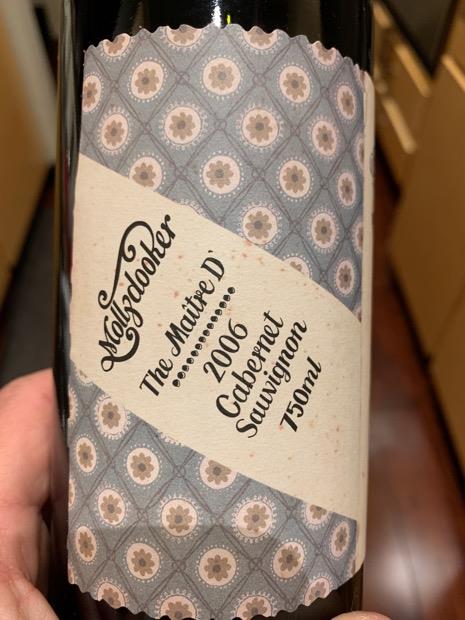 Mollydooker
The Maitre D'
2006
Cabernet
Sauvignon
750ml